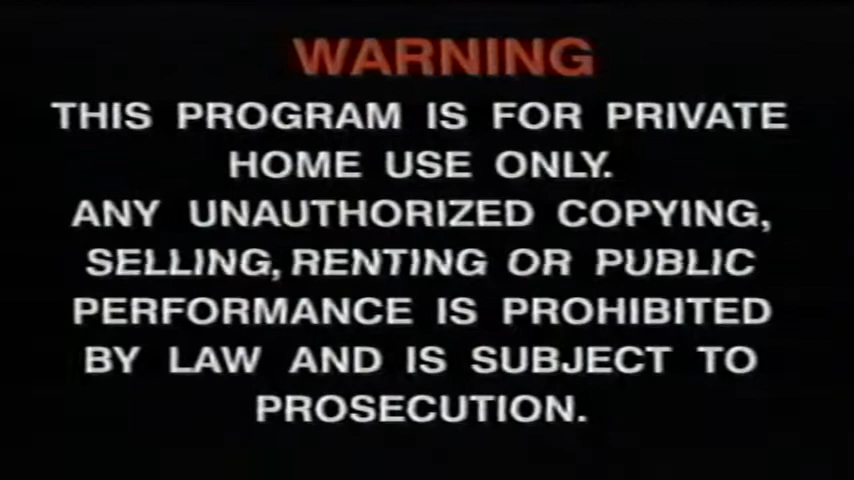 WARNING
THIS PROGRAM IS FOR PRIVATE
HOME USE ONLY.
ANY UNAUTHORIZED COPYING,
SELLING, RENTING OR PUBLIC
PERFORMANCE IS PROHIBITED
BY LAW AND IS SUBJECT TO
PROSECUTION.